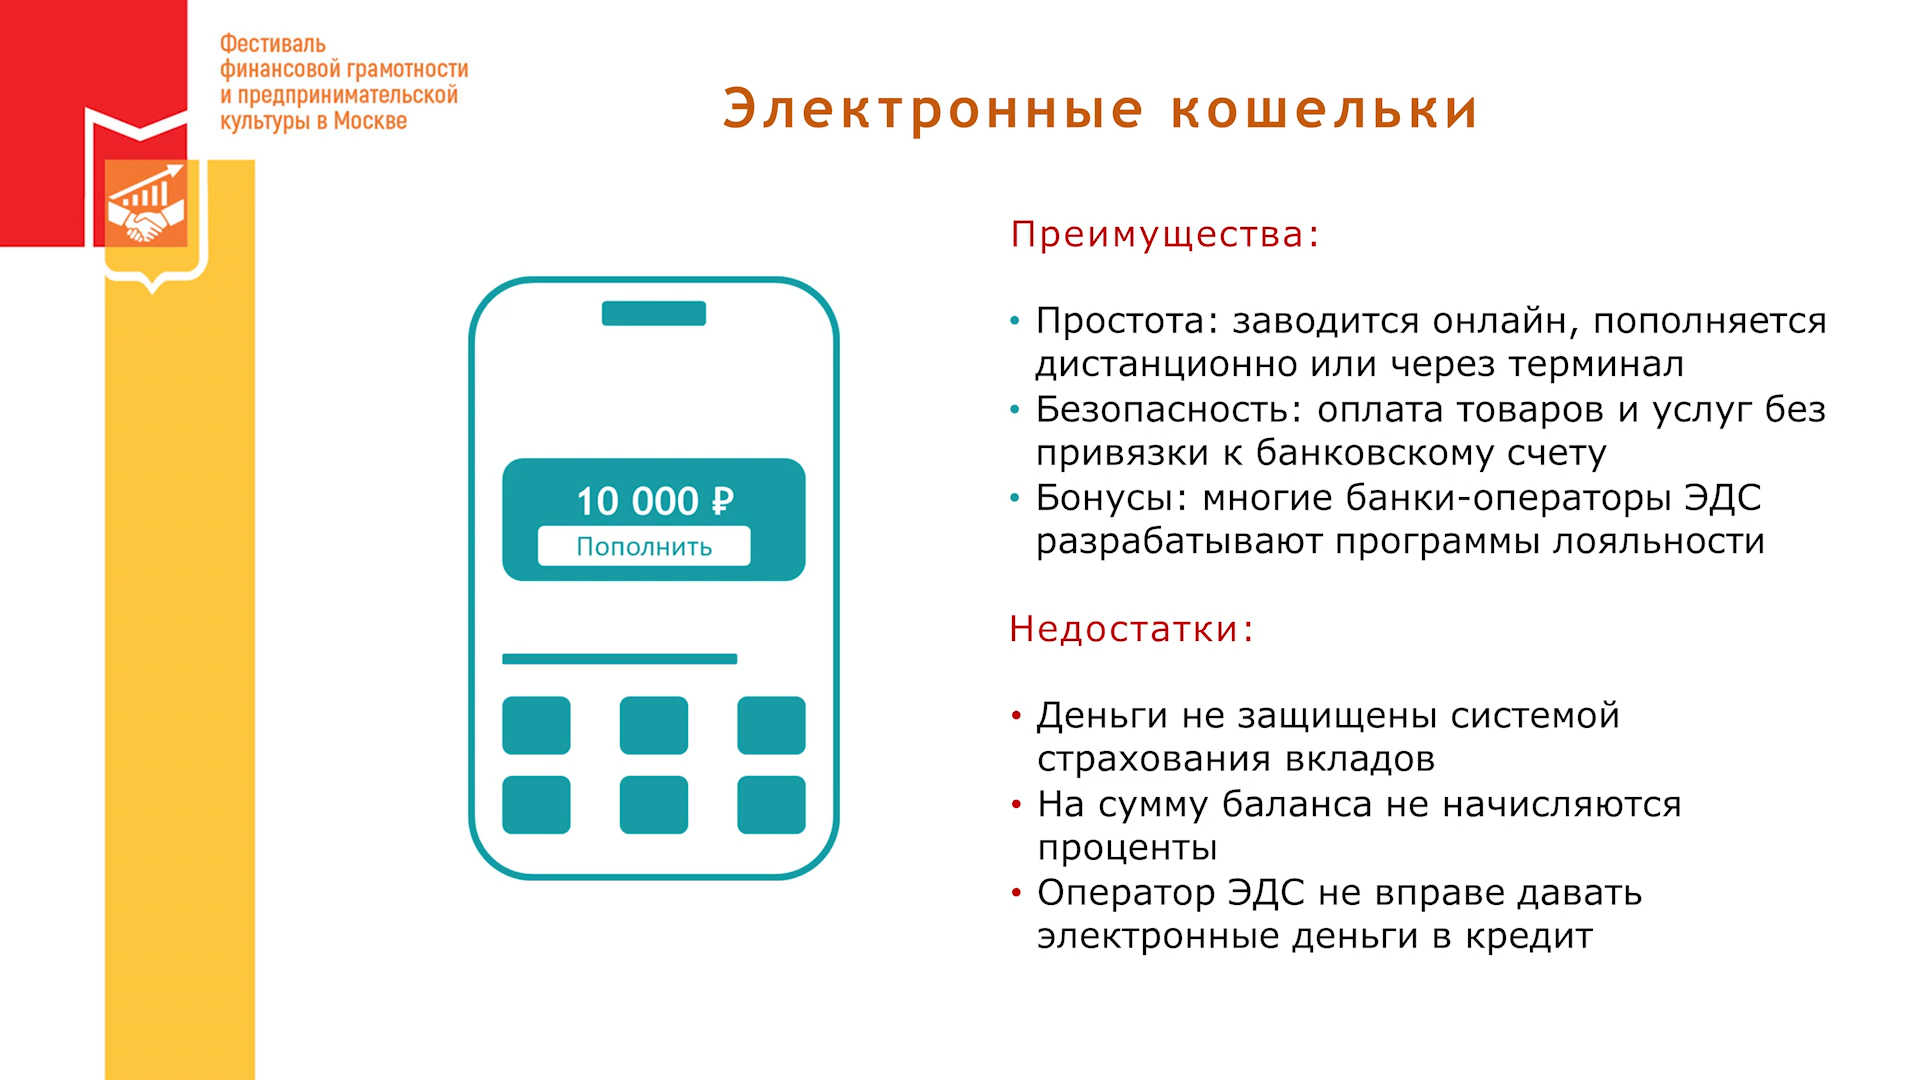 Фестиваль
финансовой грамотности
и предпринимательской
культуры в Москве
Электронные кошельки
10 000 ₽
Пополнить
Преимущества:
• Простота: заводится онлайн, пополняется
дистанционно или через терминал
• Безопасность: оплата товаров и услуг без
привязки к банковскому счету
• Бонусы: многие банки-операторы ЭДС
разрабатывают программы лояльности
Недостатки:
• Деньги не защищены системой
страхования вкладов
• На сумму баланса не начисляются
проценты
• Оператор ЭДС не вправе давать
электронные деньги в кредит